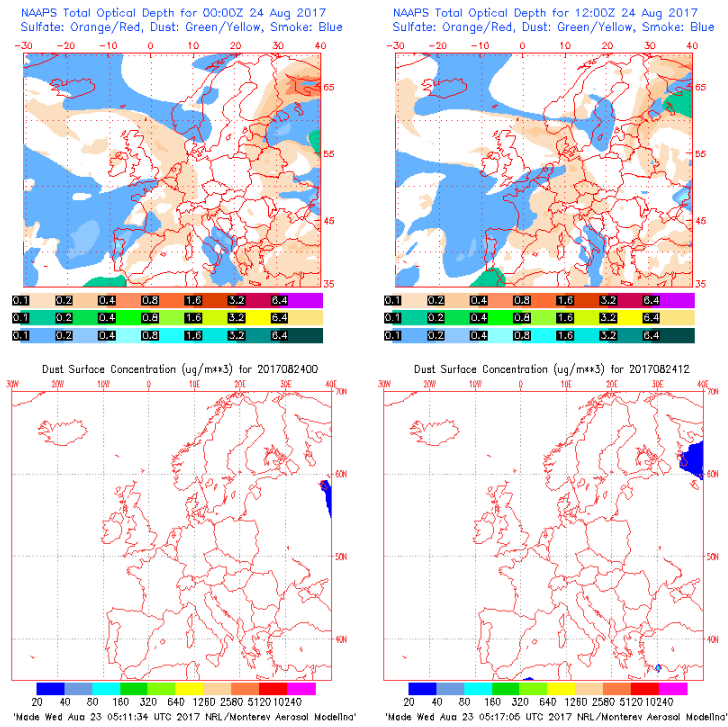 NAAPS Total Optical Depth for 00:00Z 24 Aug 2017
Sulfate: Orange/Red, Dust: Green/Yellow, Smoke: Blue
-30 -20 -10 0 10 20 30 40
65
55
45
35
0.1 0.2 0.4 0.8 1.6 3.2 6.4
0.1 0.2 0.4 0.8 1.6 3.2 6.4
0.1 0.2 0.4 0.8 1.6 3.2 6.4
NAAPS Total Optical Depth for 12:00Z 24 Aug 2017
Sulfate: Orange/Red, Dust: Green/Yellow, Smoke: Blue
-30 -20 -10 0 10 20 30 40
65
55
45
35
0.1 0.2 0.4 0.8 1.6 3.2 6.4
0.1 0.2 0.4 0.8 1.6 3.2 6.4
0.1 0.2 0.4 0.8 1.6 3.2 6.4
Dust Surface Concentration (ug/m**3) for 2017082400
30W 20W 10W 0 10E 20E 30E 40E
70N
60N
50N
40N
20 40 80 160 320 640 1280 2580 5120 10240
'Made Wed Aug 23 05:11:34 UTC 2017 NRL/Monterey Aerosol Modeling'
Dust Surface Concentration (ug/m**3) for 2017082412
30W 20W 10W 0 10E 20E 30E 40E
70N
60N
50N
40N
20 40 80 160 320 640 1280 2580 5120 10240
'Made Wed Aug 23 05:17:05 UTC 2017 NRL/Monterey Aerosol Modeling'